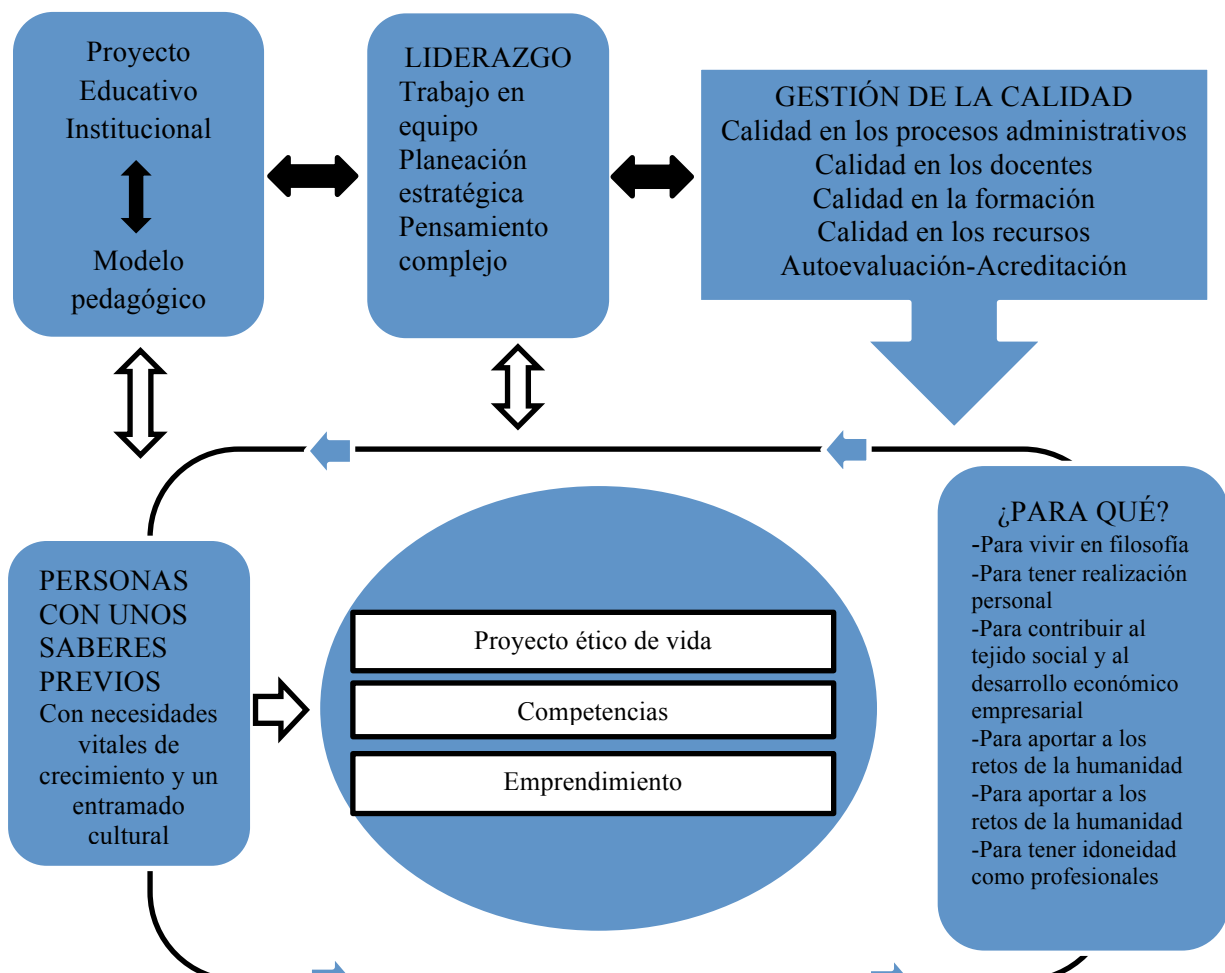 Proyecto
Educativo
Institucional
Modelo
pedagógico
LIDERAZGO
Trabajo en
equipo
Planeación
estratégica
Pensamiento
complejo
GESTIÓN DE LA CALIDAD
Calidad en los procesos administrativos
Calidad en los docentes
Calidad en la formación
Calidad en los recursos
Autoevaluación-Acreditación
PERSONAS
CON UNOS
SABERES
PREVIOS
Con necesidades
vitales de
crecimiento y un
entramado
cultural
Proyecto ético de vida
Competencias
Emprendimiento
¿PARA QUÉ?
-Para vivir en filosofía
-Para tener realización
personal
-Para contribuir al
tejido social y al
desarrollo económico
empresarial
-Para aportar a los
retos de la humanidad
-Para aportar a los
retos de la humanidad
-Para tener idoneidad
como profesionales